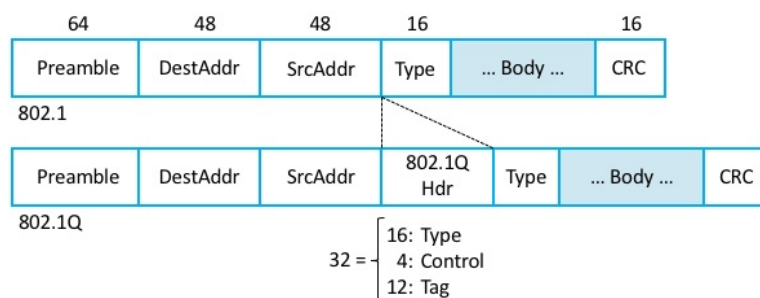 64 48 48 16 16
Preamble DestAddr SrcAddr Type ... Body ... CRC
802.1
Preamble DestAddr SrcAddr 802.1Q Hdr Type ... Body ... CRC
802.1Q
16: Type
32 = 4: Control
12: Tag